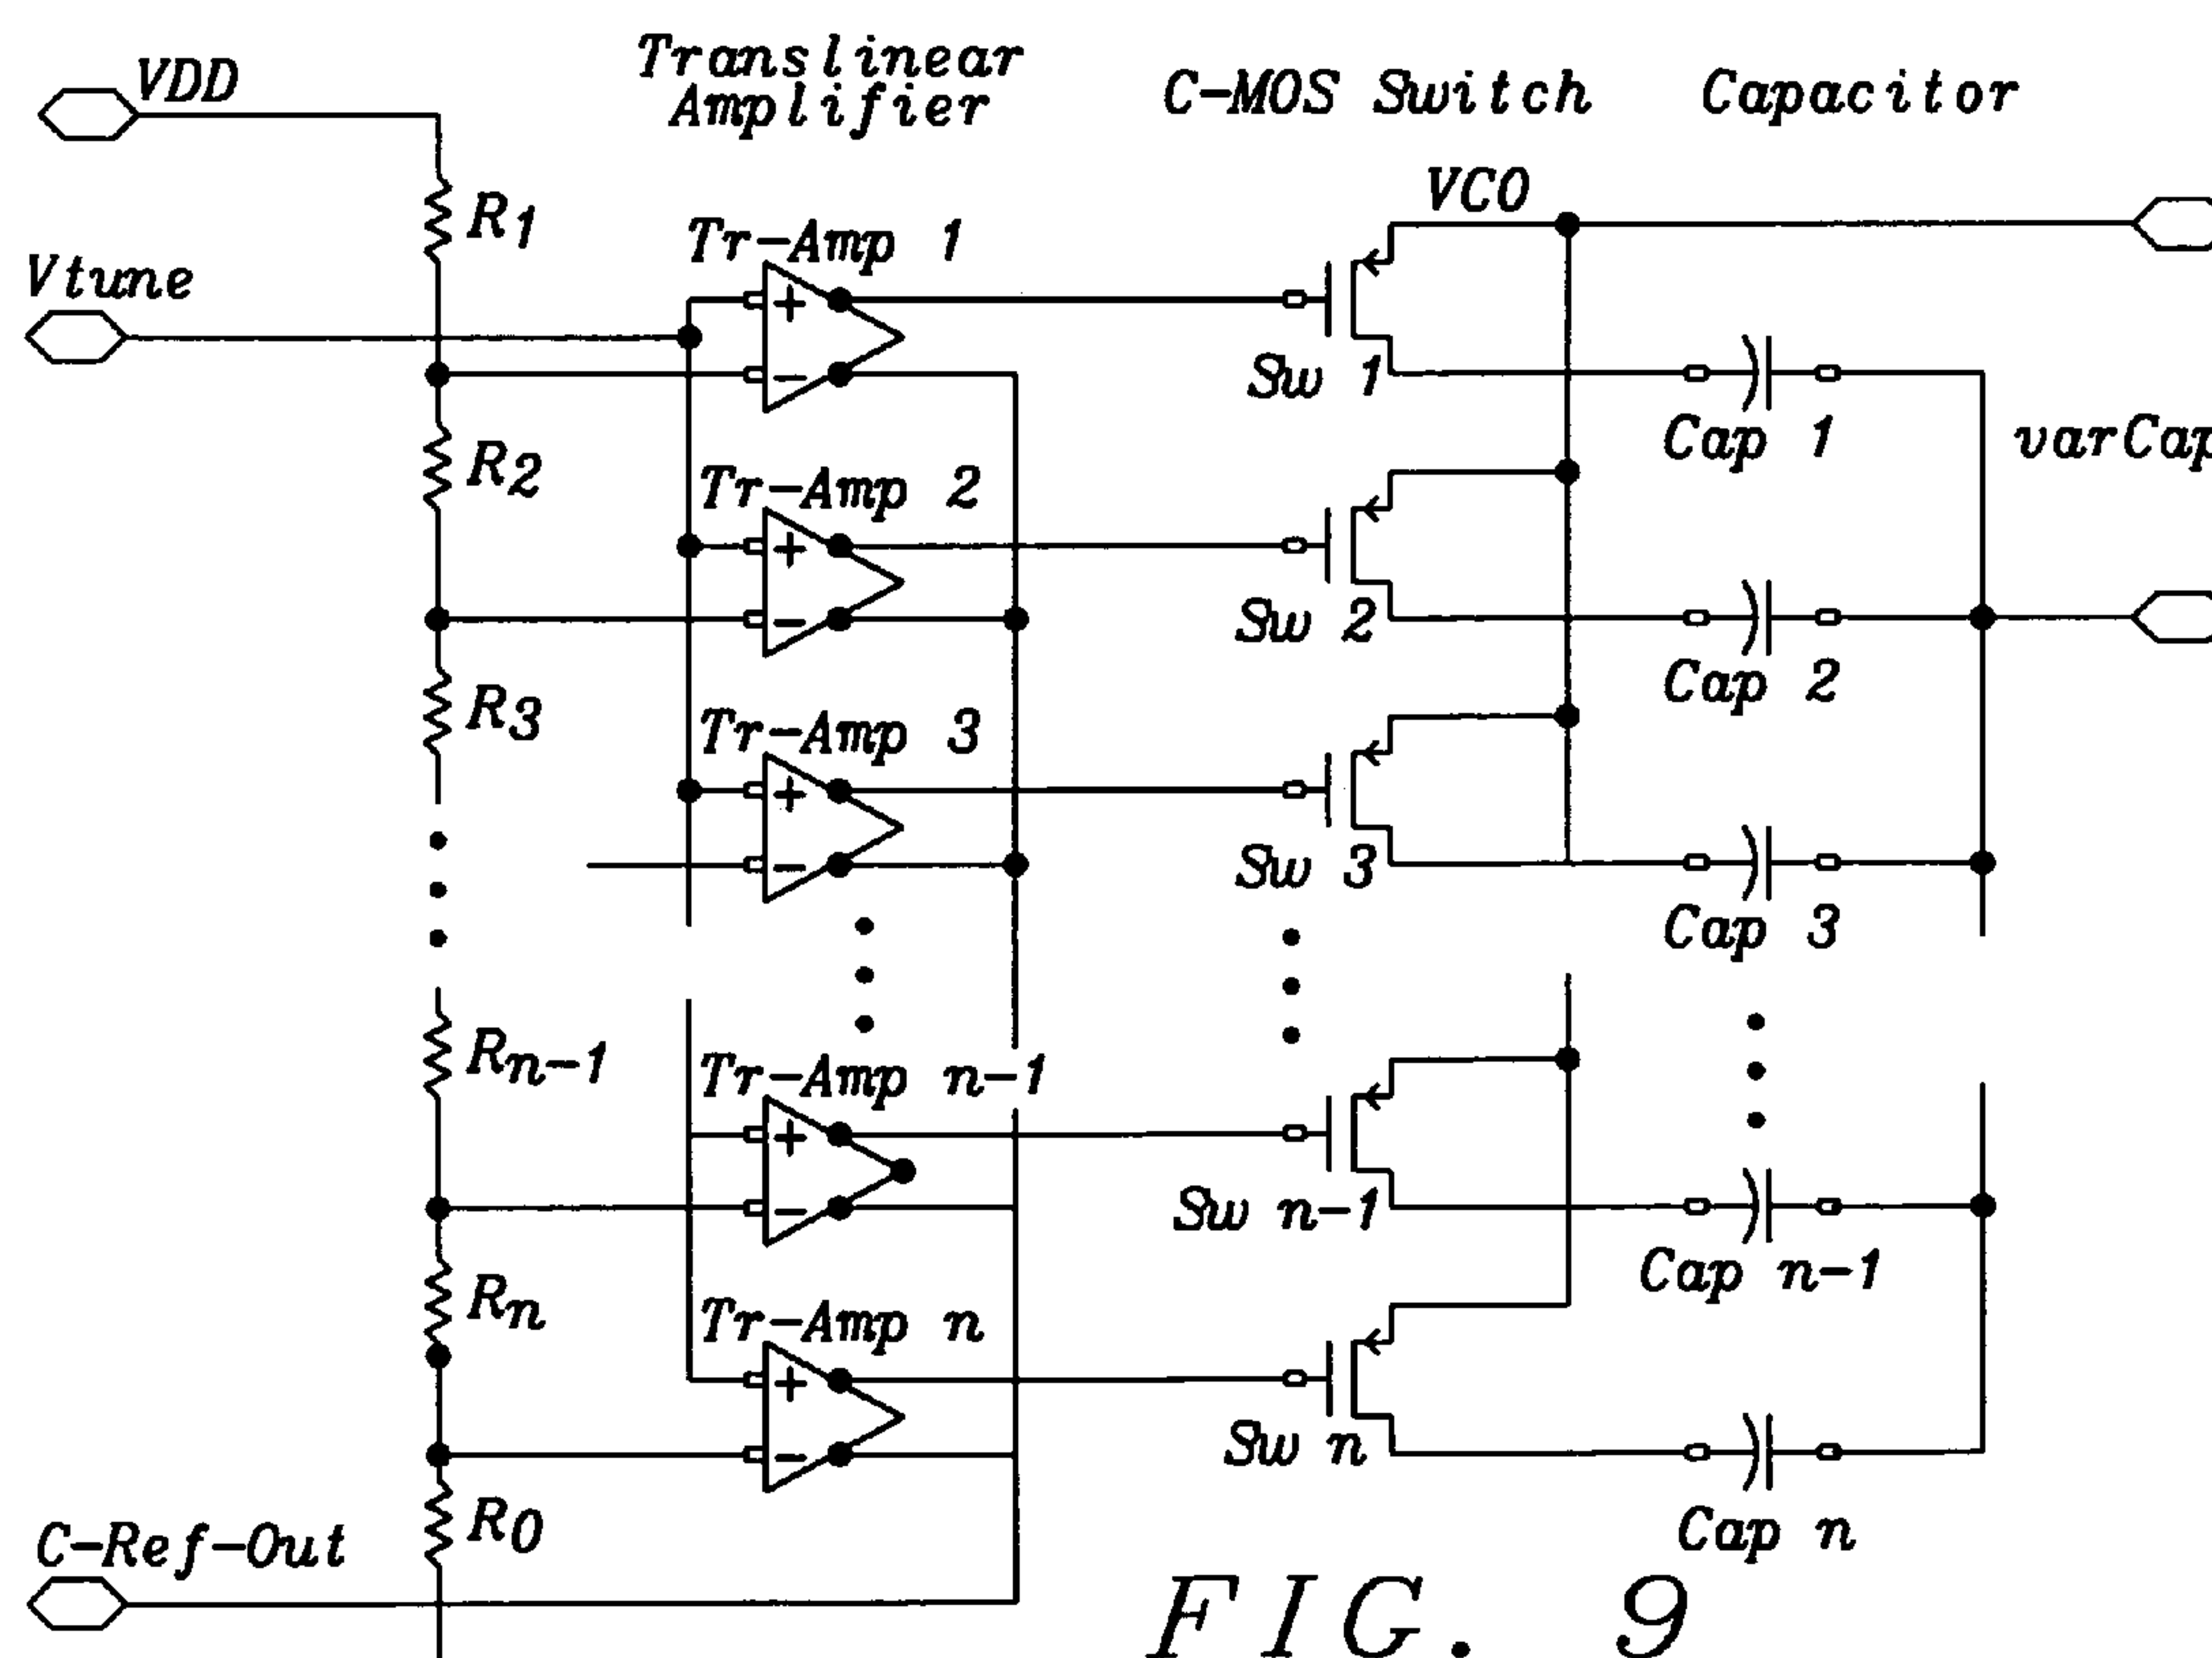 Translinear
Amplifier
C-MOS Switch
Capacitor
VDD
R1
Vtune
Tr-Amp 1
+
-
VCO
Sw 1
Cap 1
varCap
R2
Tr-Amp 2
+
-
Sw 2
Cap 2
R3
Tr-Amp 3
+
-
Sw 3
Cap 3
Rn-1
Tr-Amp n-1
+
-
Sw n-1
Cap n-1
Rn
Tr-Amp n
+
-
Sw n
Cap n
R0
C-Ref-Out
FIG. 9